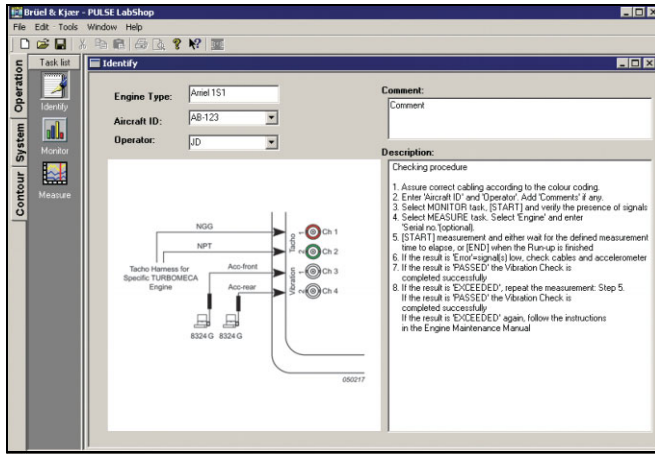 Brüel & Kjær - PULSE LabShop
File Edit Tools Window Help
Operation
System
Contour
Task list
Identify
Monitor
Measure
Identify
Engine Type:
Arriel 1S1
Aircraft ID:
AB-123
Operator:
JD
Comment:
Comment
Description:
Checking procedure
1. Assure correct cabling according to the colour coding.
2. Enter 'Aircraft ID' and 'Operator'. Add 'Comments' if any.
3. Select MONITOR task, [START] and verify the presence of signals
4. Select MEASURE task. Select 'Engine' and enter
'Serial no.'(optional).
5. [START] measurement and either wait for the defined measurement
time to elapse, or [END] when the Run-up is finished
6. If the result is 'Error'=signal(s) low, check cables and accelerometer
7. If the result is 'PASSED' the Vibration Check is
completed successfully
8. If the result is 'EXCEEDED', repeat the measurement: Step 5.
If the result is 'PASSED' the Vibration Check is
completed successfully
If the result is 'EXCEEDED' again, follow the instructions
in the Engine Maintenance Manual
NGG
NPT
Tacho Harness for
Specific TURBOMECA
Engine
Acc-front
Acc-rear
8324 G 8324 G
Tacho
1
2
Vibration
1
2
Ch 1
Ch 2
Ch 3
Ch 4
050217